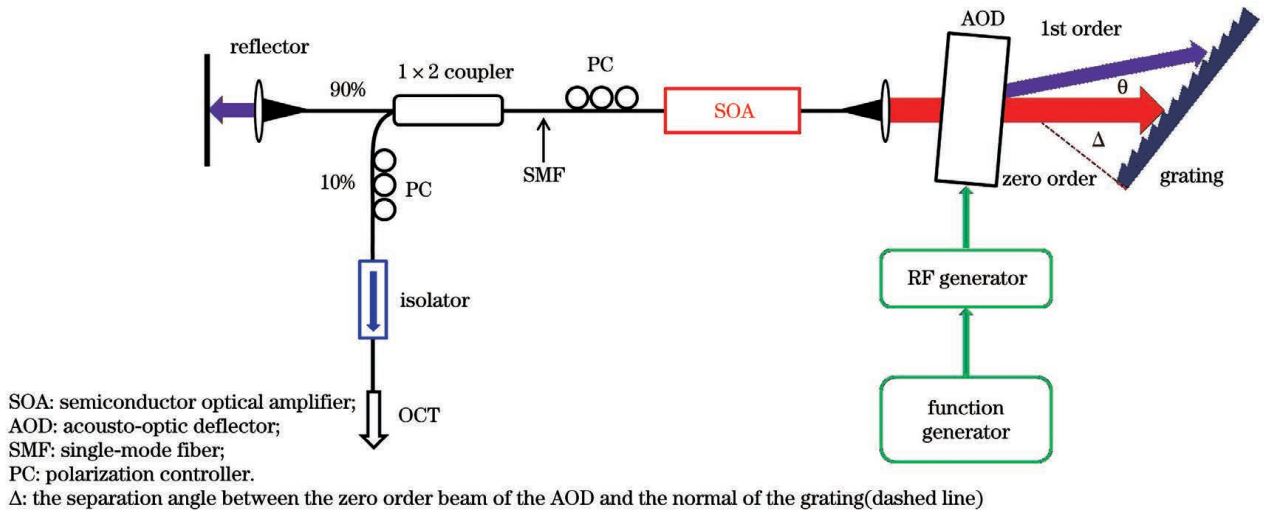 AOD
reflector
1st order
1 × 2 coupler
PC
90%
θ
SOA
Δ
10%
PC
SMF
zero order
grating
RF generator
isolator
function
generator
OCT
SOA: semiconductor optical amplifier;
AOD: acousto-optic deflector;
SMF: single-mode fiber;
PC: polarization controller.
Δ: the separation angle between the zero order beam of the AOD and the normal of the grating(dashed line)